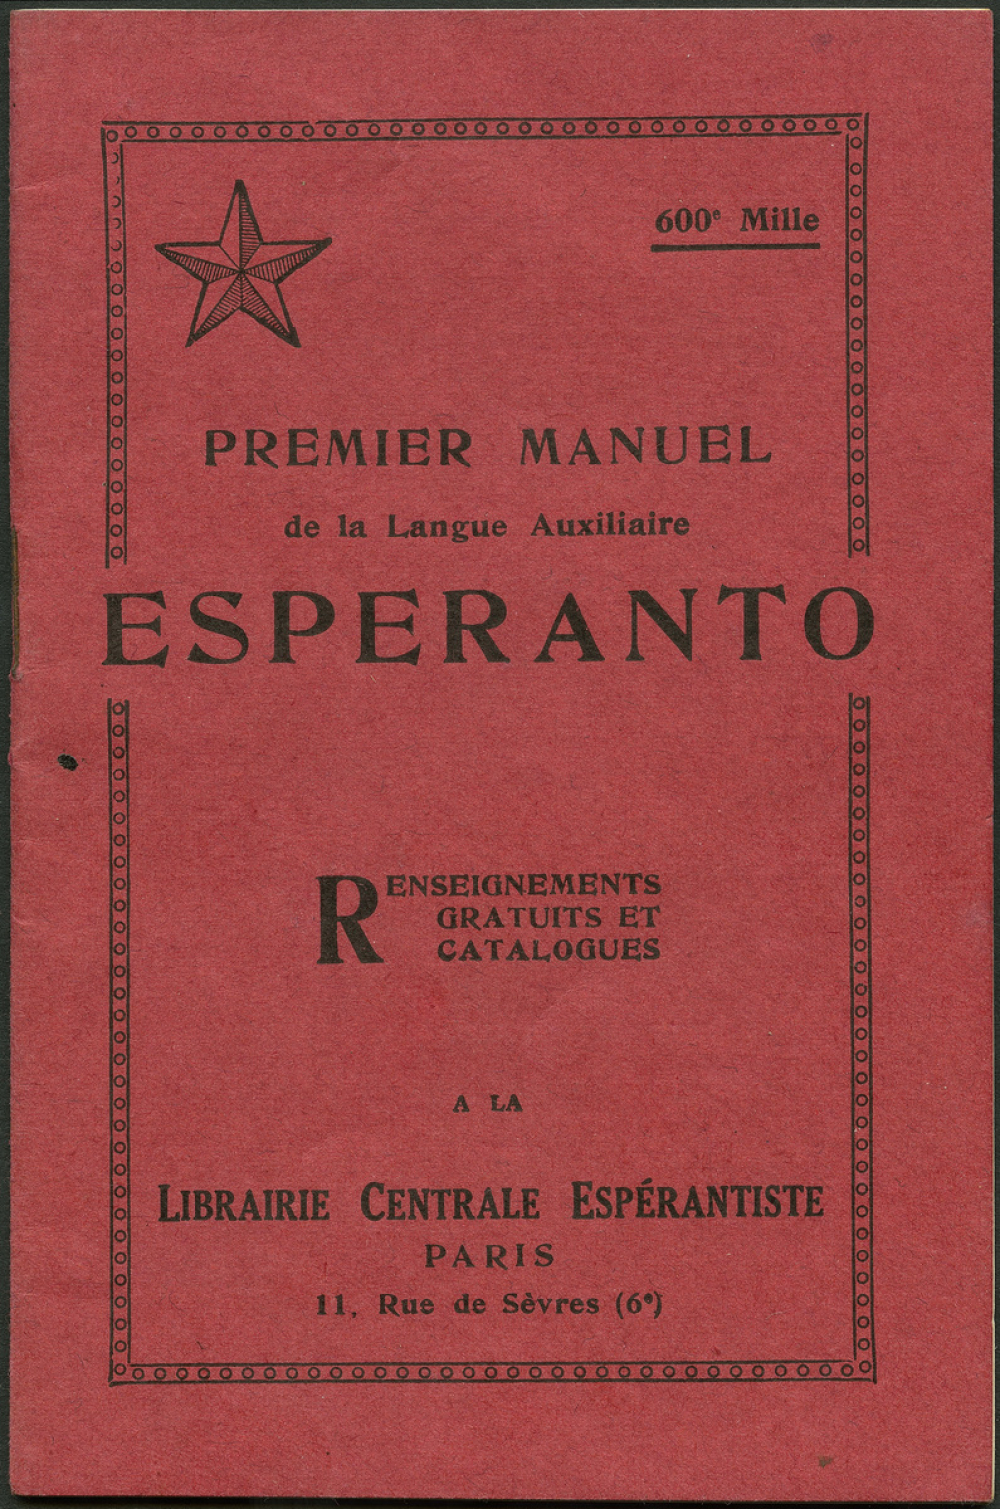 600e Mille
PREMIER MANUEL
de la Langue Auxiliaire
ESPERANTO
RENSEIGNEMENTS
GRATUITS ET
CATALOGUES
A LA
LIBRAIRIE CENTRALE ESPÉRANTISTE
PARIS
11, Rue de Sèvres (6e)